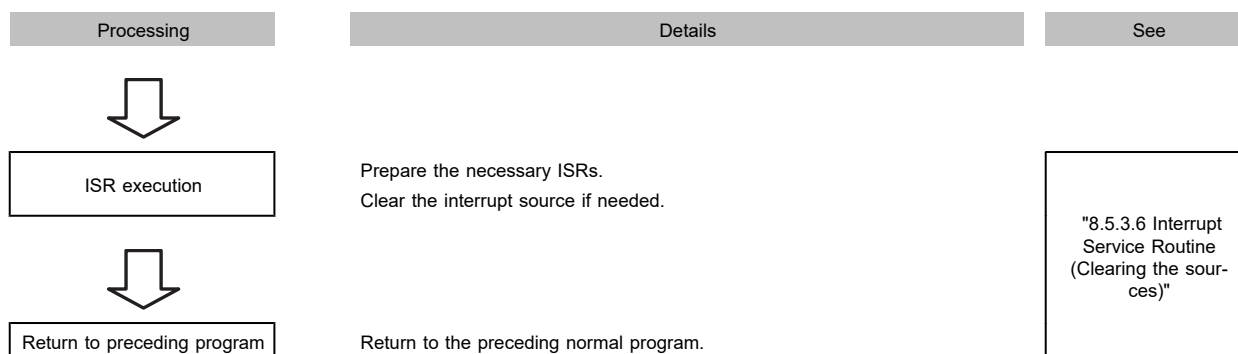 Processing
Details
See
ISR execution
Prepare the necessary ISRs.
Clear the interrupt source if needed.
"8.5.3.6 Interrupt
Service Routine
(Clearing the sour-
ces)"
Return to preceding program
Return to the preceding normal program.